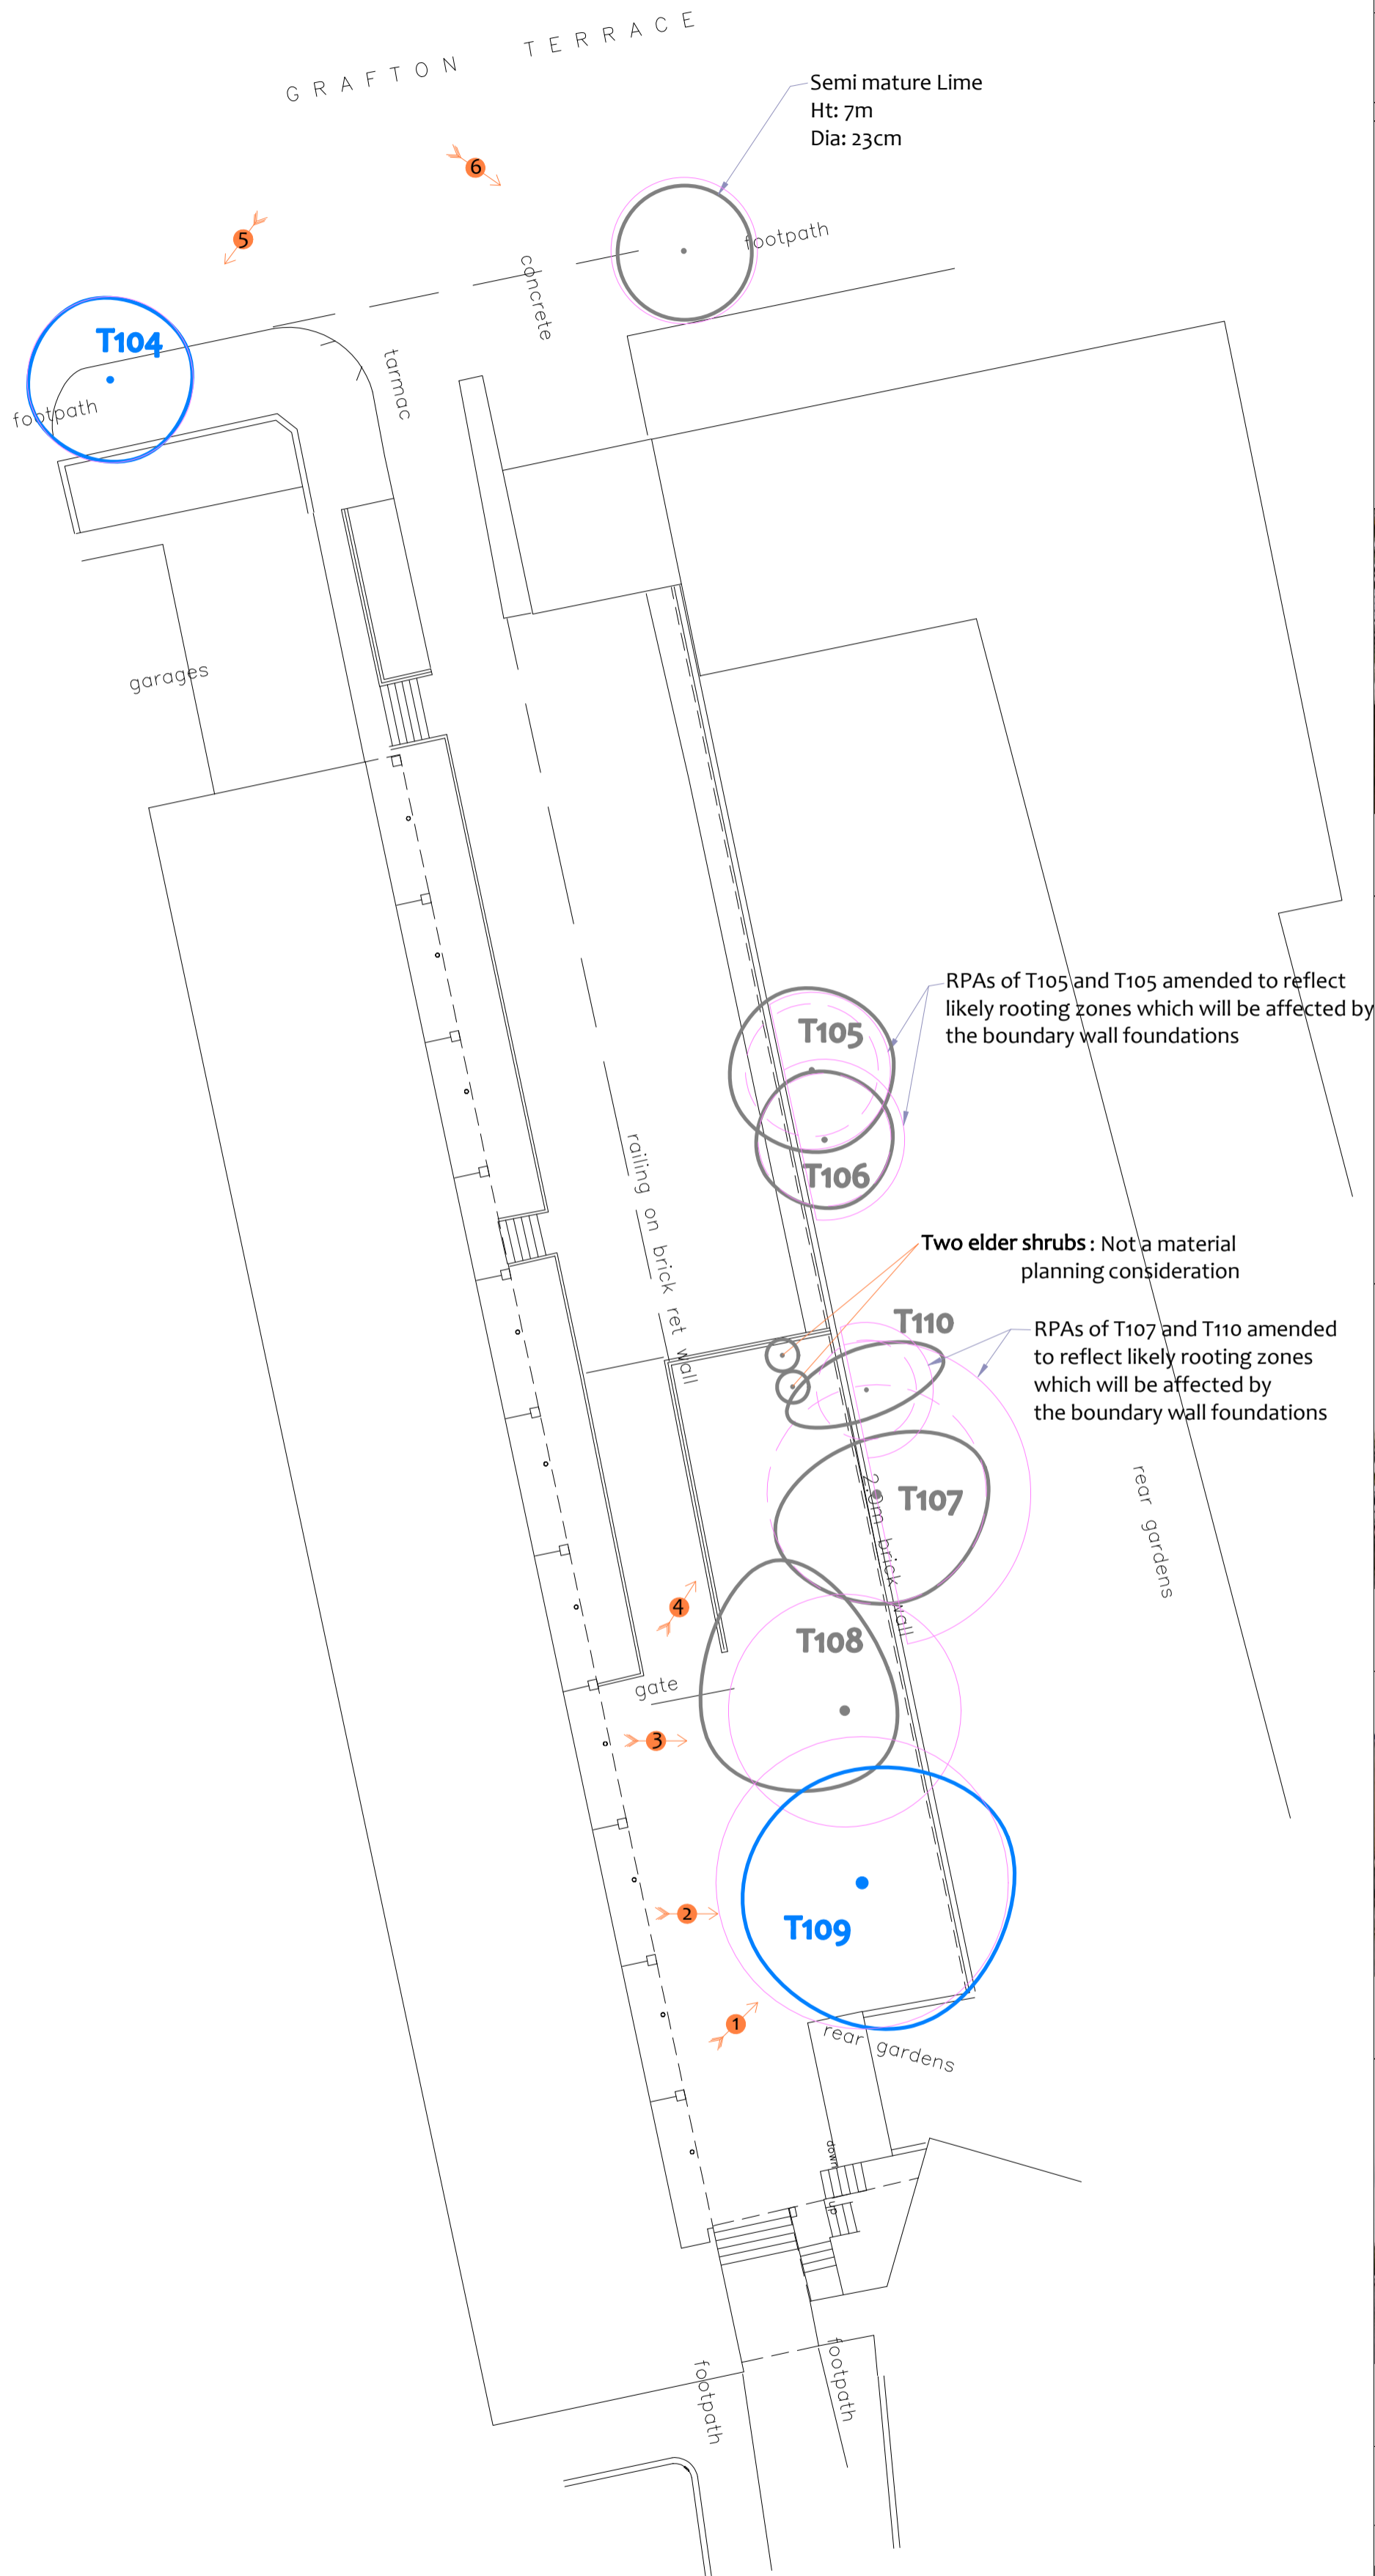 GRAFTON TERRACE
Semi mature Lime
Ht: 7m
Dia: 23cm
6
5
footpath
concrete
T104
tarmac
footpath
garages
RPAs of T105 and T105 amended to reflect
likely rooting zones which will be affected by
the boundary wall foundations
T105
T106
railing on brick ret wall
Two elder shrubs : Not a material
planning consideration
T110
RPAs of T107 and T110 amended
to reflect likely rooting zones
which will be affected by
the boundary wall foundations
T107
2.9m brick wall
rear gardens
4
T108
gate
3
T109
2
1
rear gardens
down
up
footpath
footpath